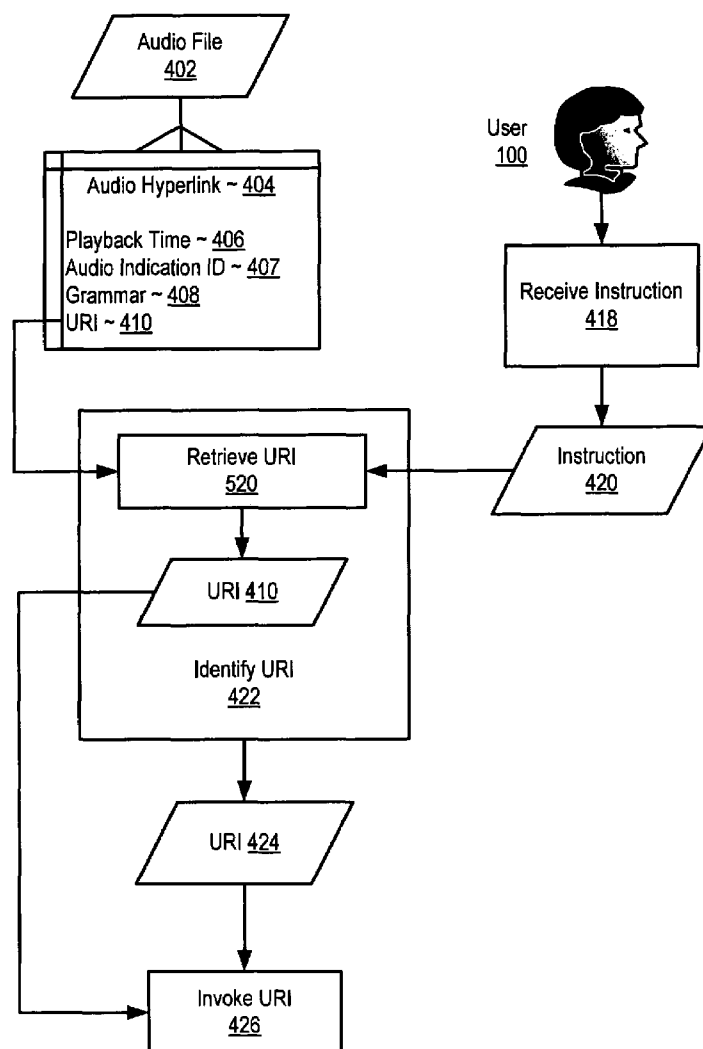 Audio File
402
User
100
Audio Hyperlink ~ 404
Playback Time ~ 406
Audio Indication ID ~ 407
Grammar ~ 408
URI ~ 410
Receive Instruction
418
Retrieve URI
520
Instruction
420
URI 410
Identify URI
422
URI 424
Invoke URI
426